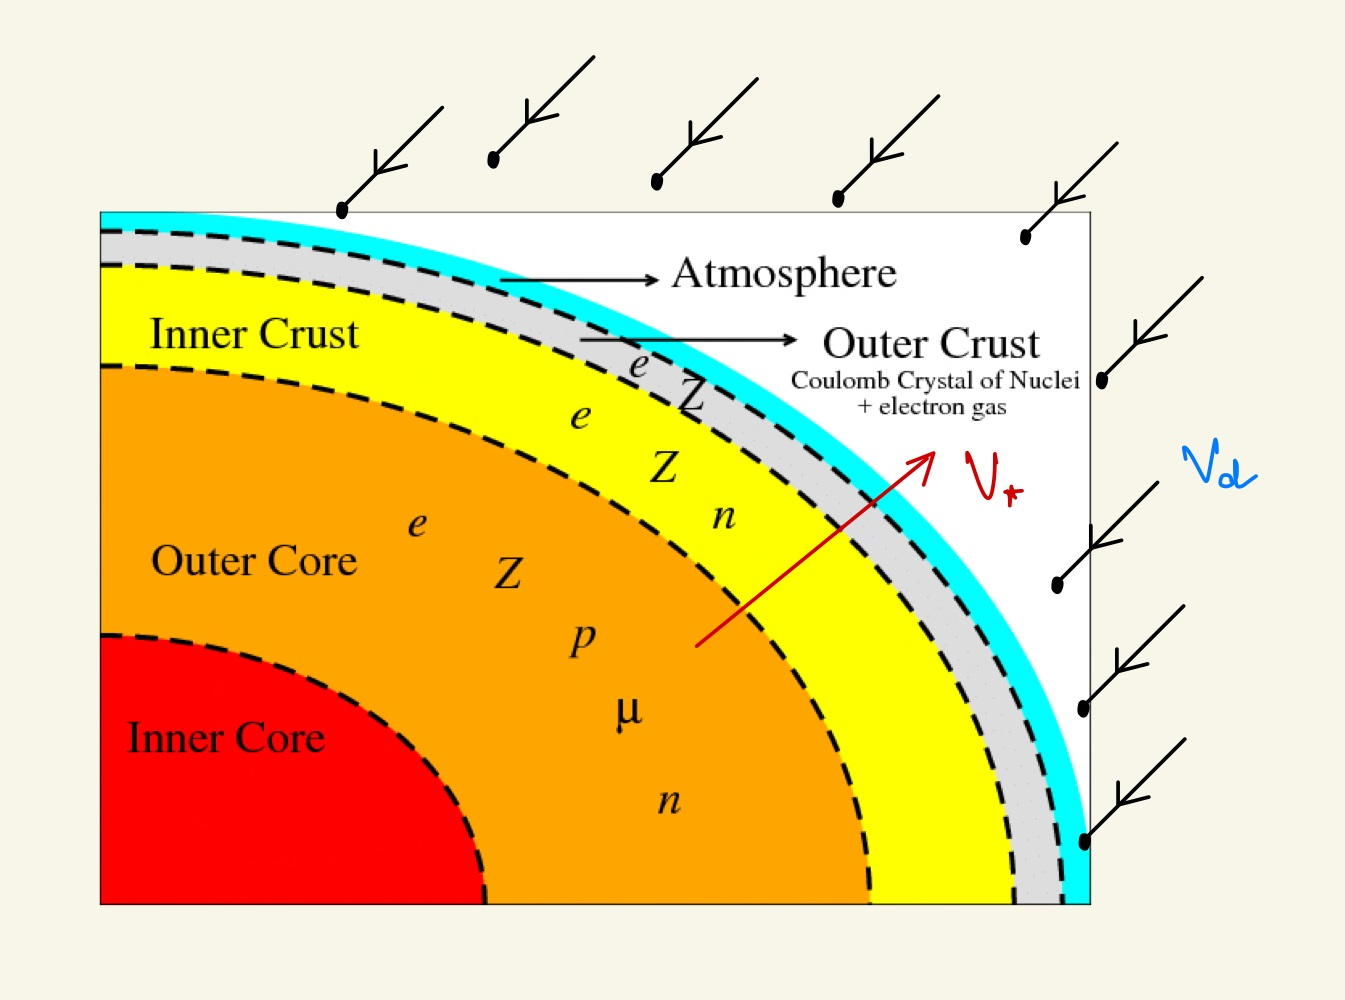 Atmosphere
Inner Crust
Outer Crust
Coulomb Crystal of Nuclei
+ electron gas
e
Z
e
Z
n
V*
Vd
Outer Core
e
Z
p
μ
n
Inner Core